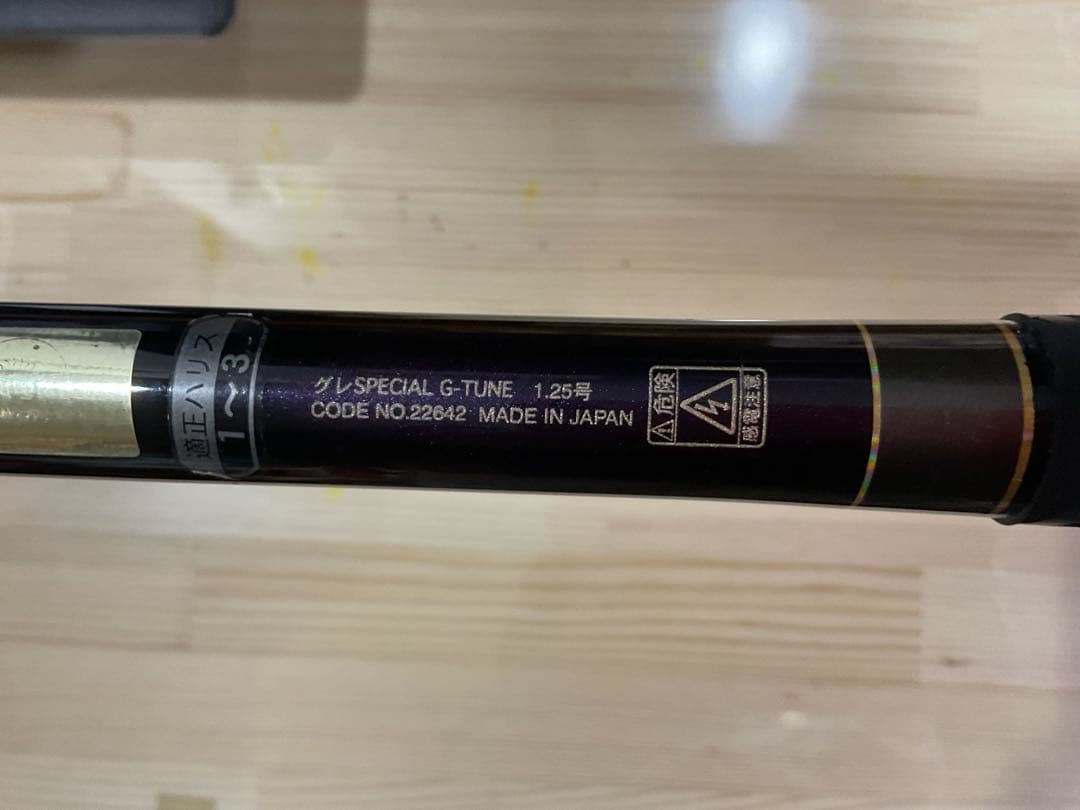 適正ハリス
1～3
グレSPECIAL G-TUNE 1.25号
CODE NO.22642 MADE IN JAPAN
⚠危険
感電注意